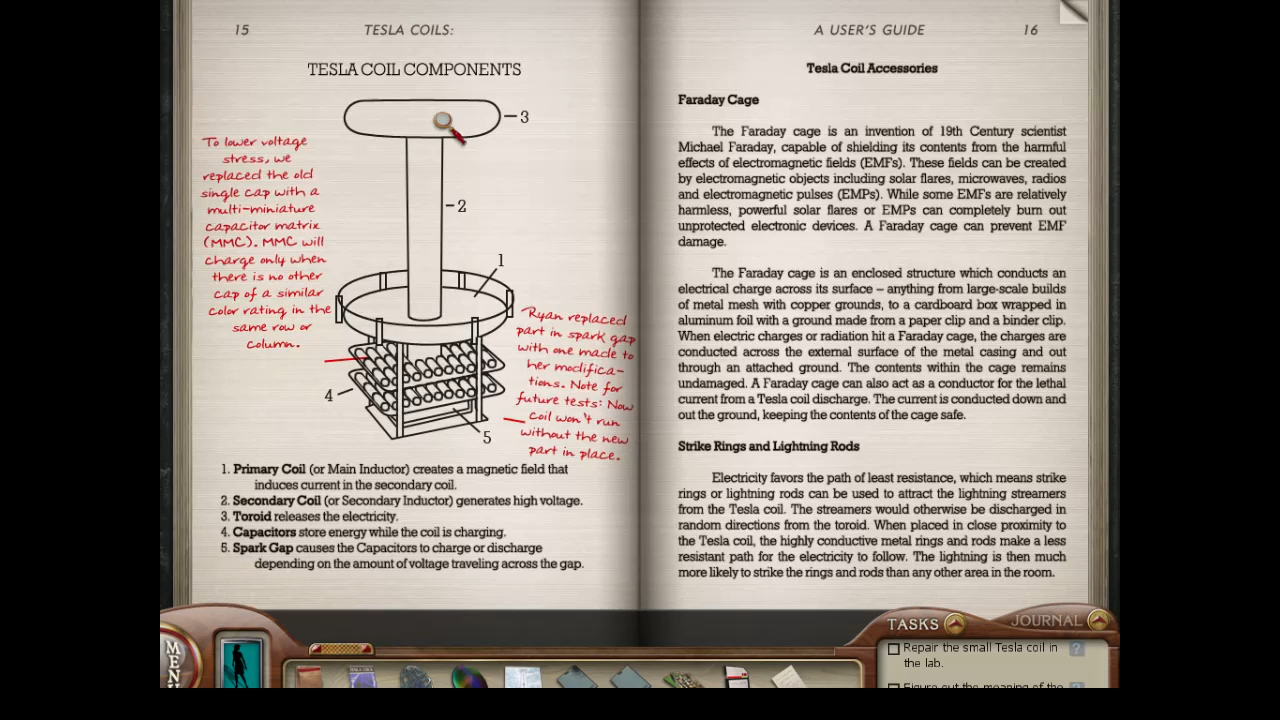 15
TESLA COILS:
TESLA COIL COMPONENTS
3
2
1
4
5
To lower voltage
stress, we
replaced the old
single cap with a
multi-miniature
capacitor matrix
(MMC). MMC will
charge only when
there is no other
cap of a similar
color rating in the
same row or
column.
Ryan replaced
part in spark gap
with one made to
her modifica-
tions. Note for
future tests: Now
Coil won't run
without the new
part in place.
1. Primary Coil (or Main Inductor) creates a magnetic field that
induces current in the secondary coil.
2. Secondary Coil (or Secondary Inductor) generates high voltage.
3. Toroid releases the electricity.
4. Capacitors store energy while the coil is charging.
5. Spark Gap causes the Capacitors to charge or discharge
depending on the amount of voltage traveling across the gap.
A USER'S GUIDE
16
Tesla Coil Accessories
Faraday Cage
The Faraday cage is an invention of 19th Century scientist
Michael Faraday, capable of shielding its contents from the harmful
effects of electromagnetic fields (EMFs). These fields can be created
by electromagnetic objects including solar flares, microwaves, radios
and electromagnetic pulses (EMPs). While some EMFs are relatively
harmless, powerful solar flares or EMPs can completely burn out
unprotected electronic devices. A Faraday cage can prevent EMF
damage.
The Faraday cage is an enclosed structure which conducts an
electrical charge across its surface – anything from large-scale builds
of metal mesh with copper grounds, to a cardboard box wrapped in
aluminum foil with a ground made from a paper clip and a binder clip.
When electric charges or radiation hit a Faraday cage, the charges are
conducted across the external surface of the metal casing and out
through an attached ground. The contents within the cage remains
undamaged. A Faraday cage can also act as a conductor for the lethal
current from a Tesla coil discharge. The current is conducted down and
out the ground, keeping the contents of the cage safe.
Strike Rings and Lightning Rods
Electricity favors the path of least resistance, which means strike
rings or lightning rods can be used to attract the lightning streamers
from the Tesla coil. The streamers would otherwise be discharged in
random directions from the toroid. When placed in close proximity to
the Tesla coil, the highly conductive metal rings and rods make a less
resistant path for the electricity to follow. The lightning is then much
more likely to strike the rings and rods than any other area in the room.
MENU
TASKS
JOURNAL
Repair the small Tesla coil in
the lab.
?
Figure out the meaning of the